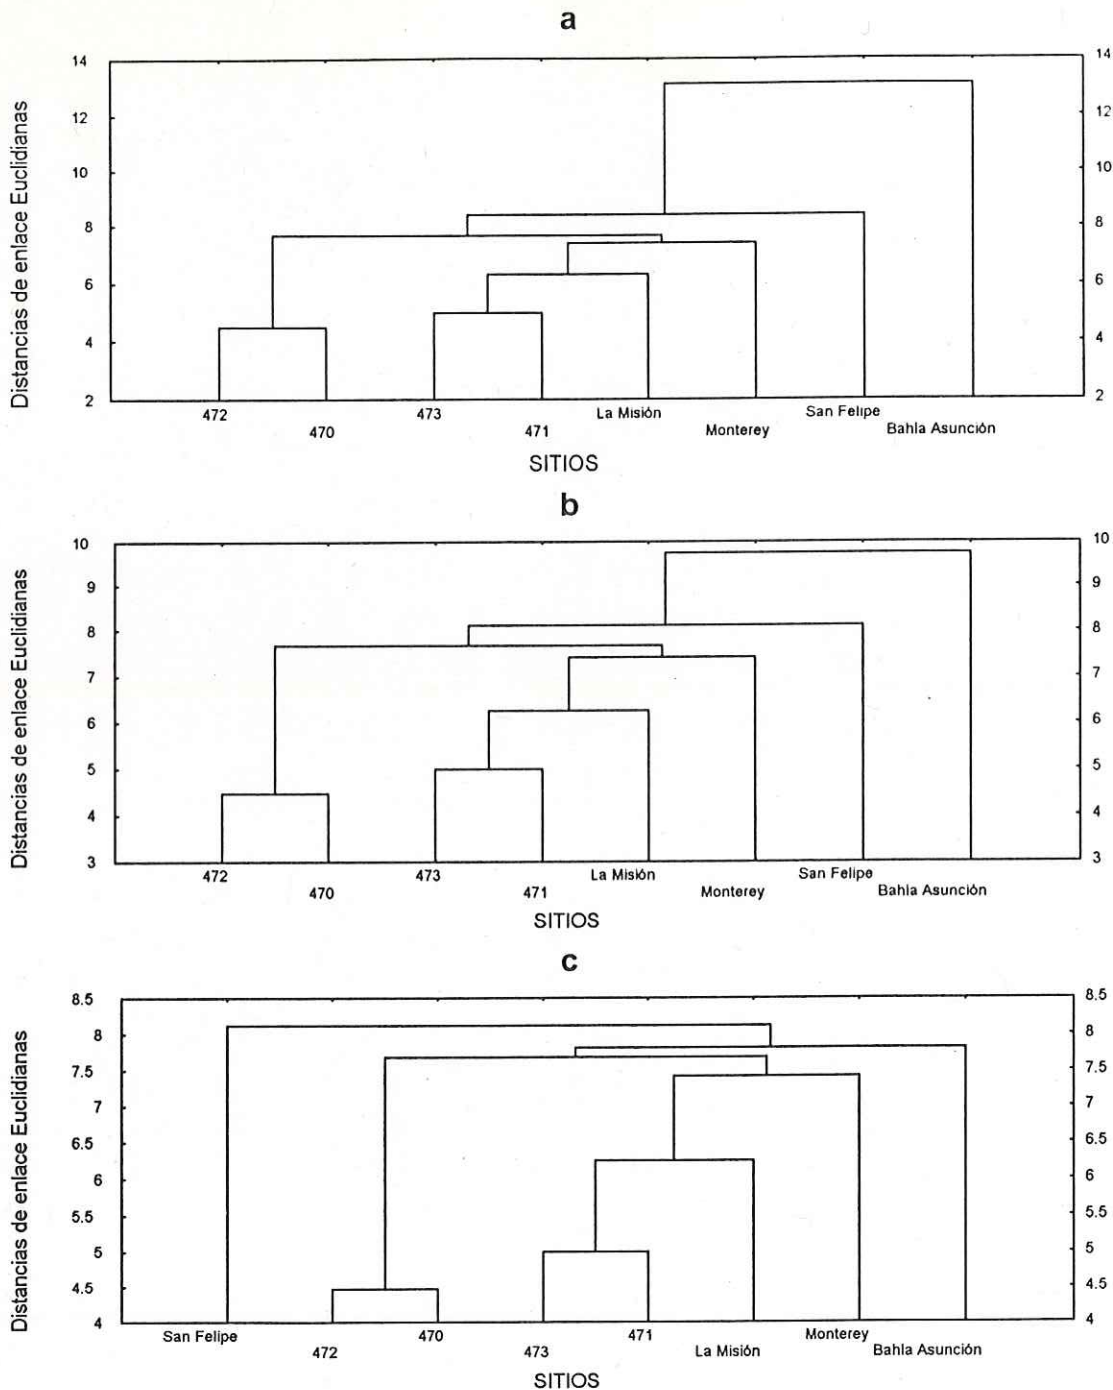 a
Distancias de enlace Euclidianas
14 14
12 12
10 10
8 8
6 6
4 4
2 2
472 473 La Misión San Felipe
470 471 Monterey Bahía Asunción
SITIOS
b
Distancias de enlace Euclidianas
10 10
9 9
8 8
7 7
6 6
5 5
4 4
3 3
472 473 La Misión San Felipe
470 471 Monterey Bahía Asunción
SITIOS
c
Distancias de enlace Euclidianas
8.5 8.5
8 8
7.5 7.5
7 7
6.5 6.5
6 6
5.5 5.5
5 5
4.5 4.5
4 4
San Felipe 470 471 Monterey
472 473 La Misión Bahía Asunción
SITIOS